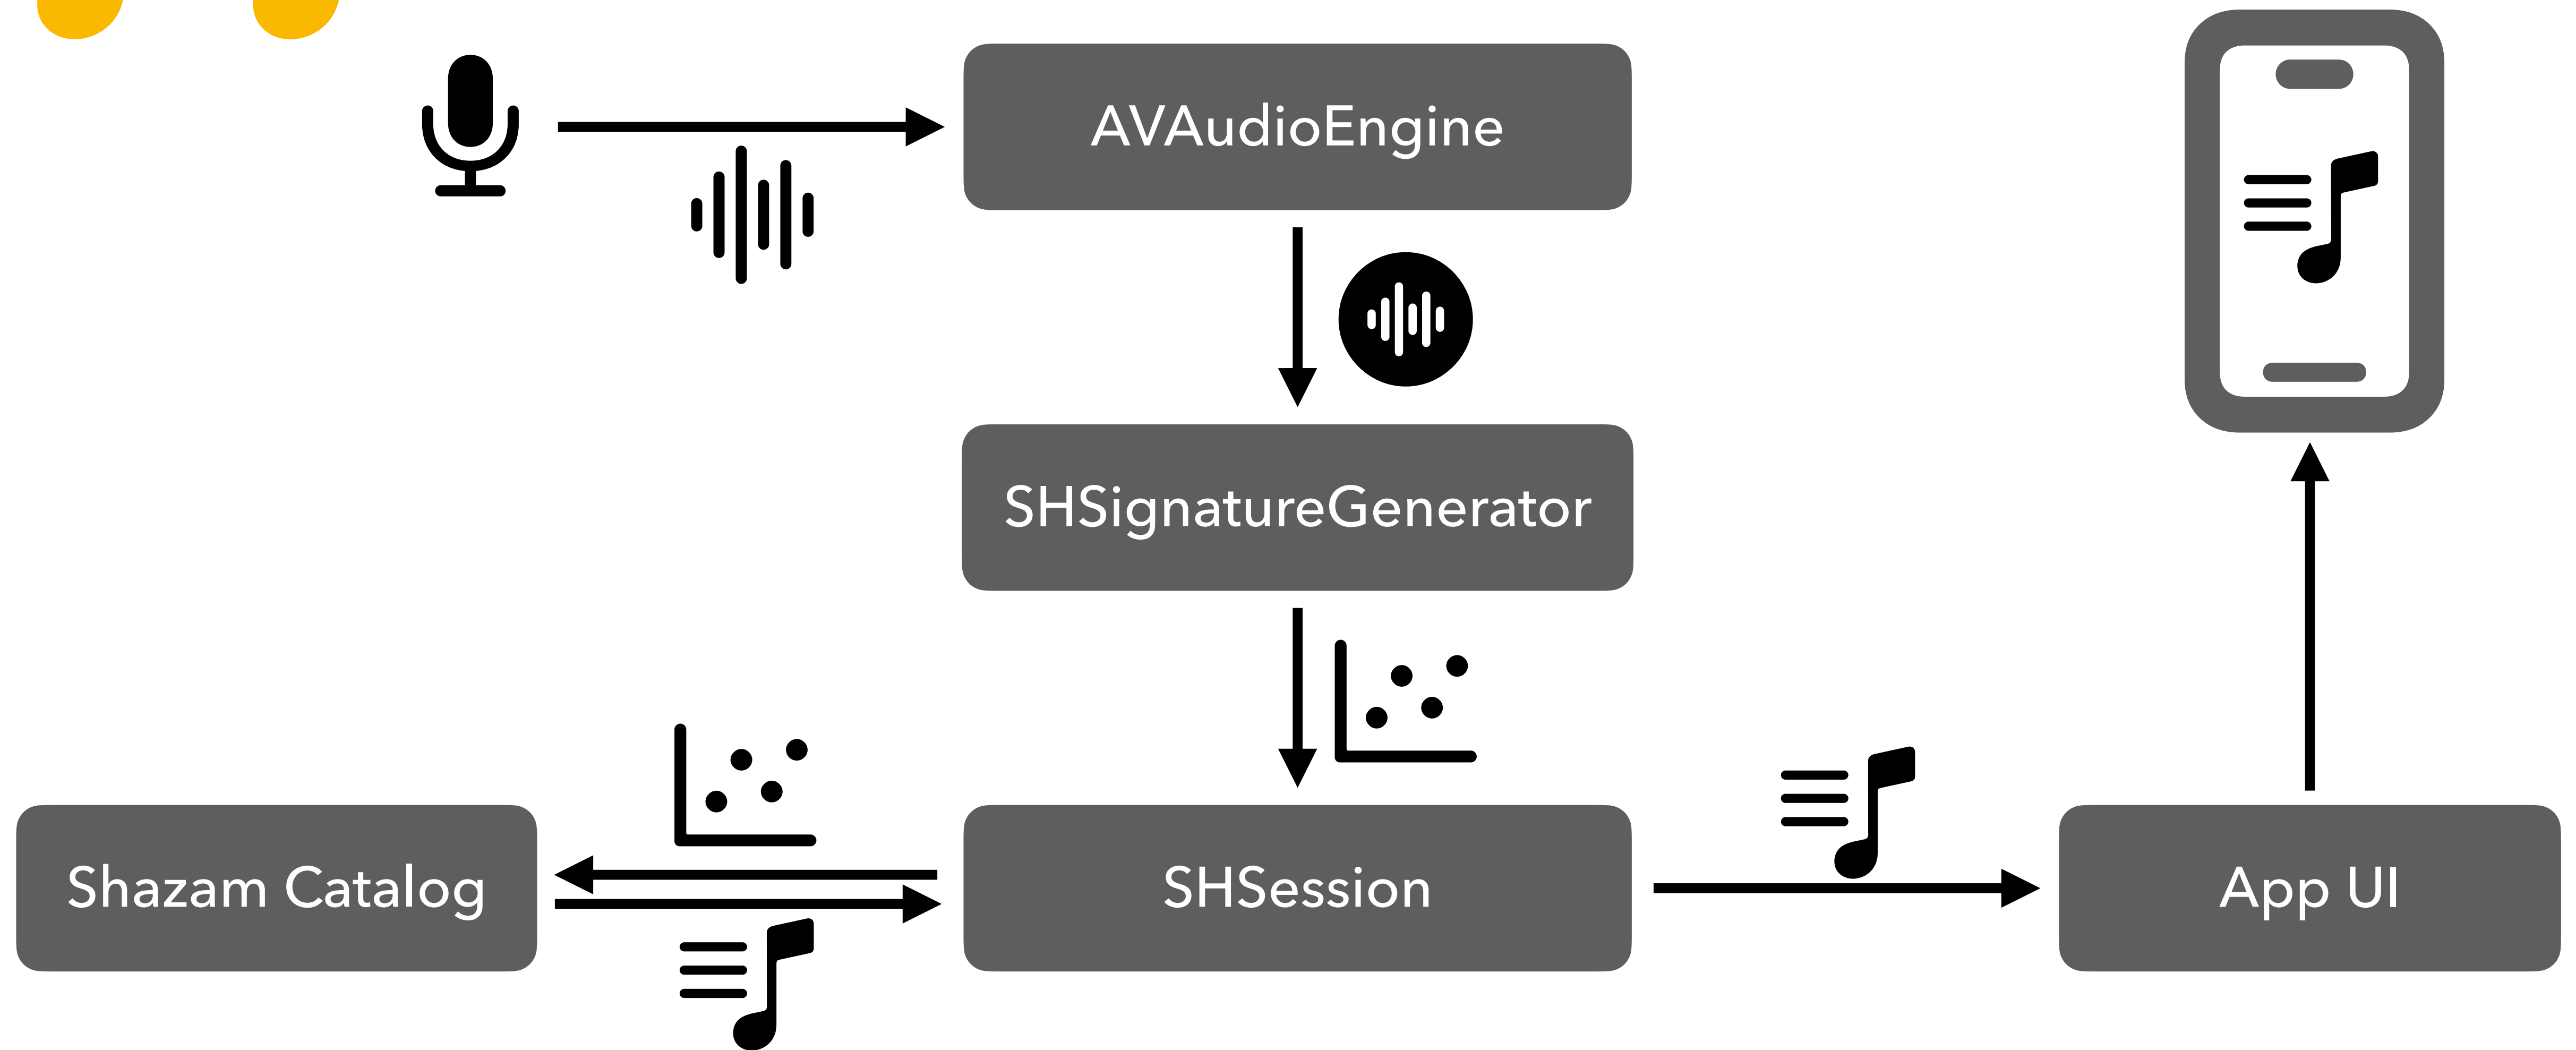 AVAudioEngine
SHSignatureGenerator
Shazam Catalog
SHSession
App UI